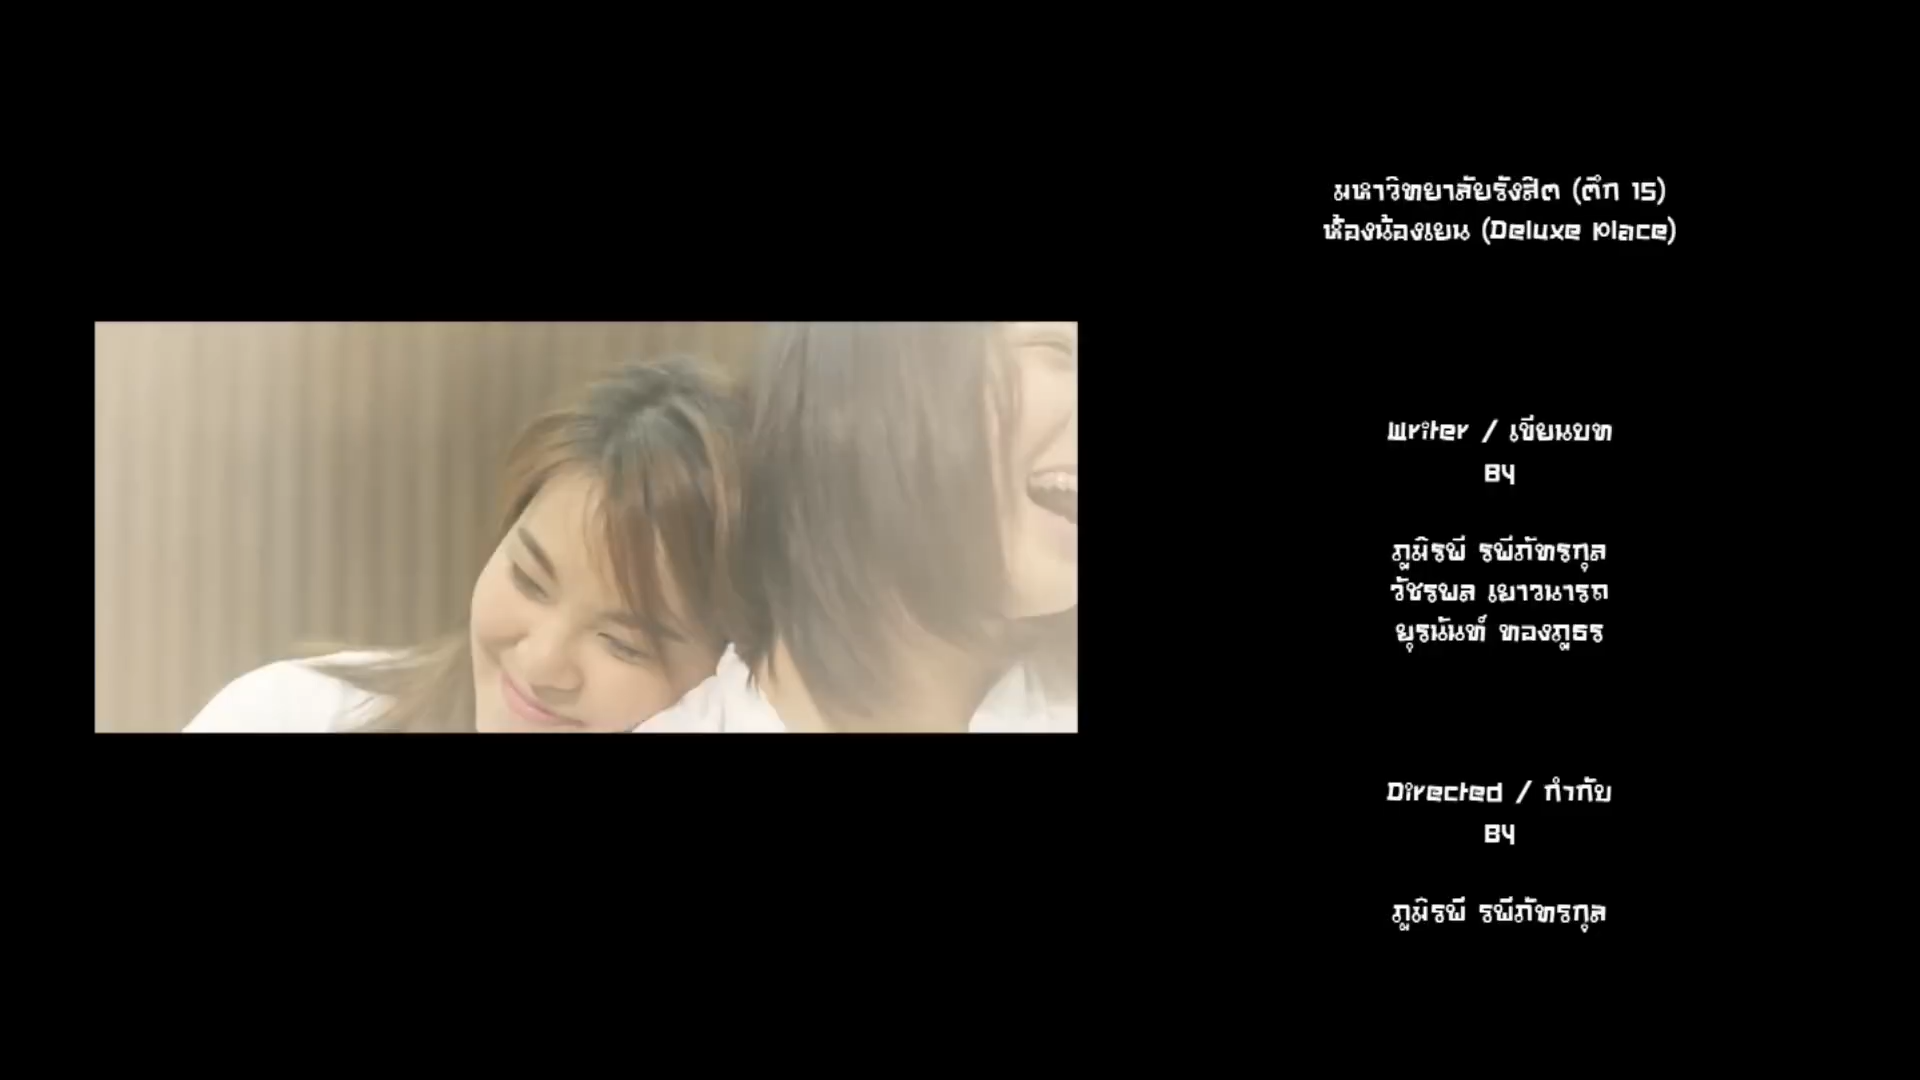 มหาวิทยาลัยรังสิต (ตึก 15)
ห้องน้องเยน (Deluxe Place)
Writer / เขียนบท
BY
ภูมิรพี รพีภัทรกุล
วัชรพล เยาวนารถ
ยุรนันท์ ทองภูธร
Directed / กำกับ
BY
ภูมิรพี รพีภัทรกุล